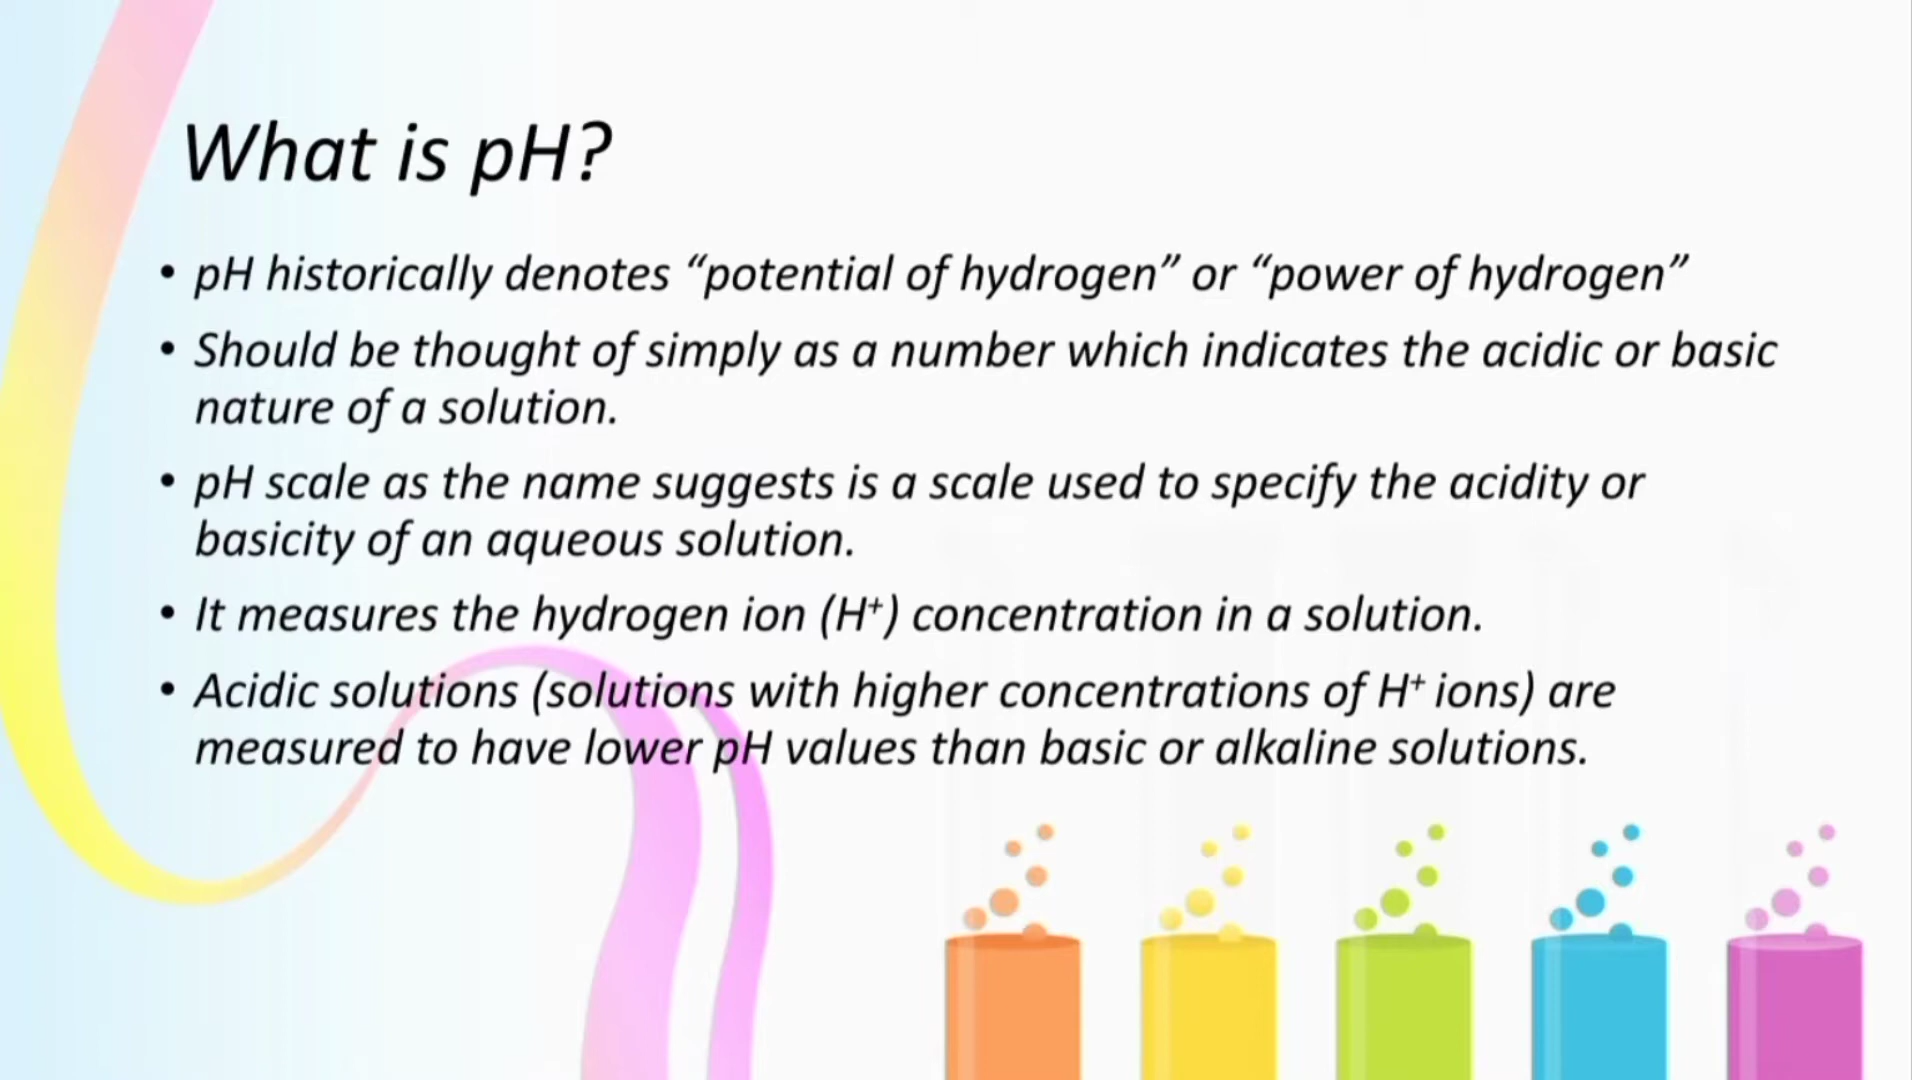 What is pH?
• pH historically denotes “potential of hydrogen” or “power of hydrogen”
• Should be thought of simply as a number which indicates the acidic or basic
nature of a solution.
• pH scale as the name suggests is a scale used to specify the acidity or
basicity of an aqueous solution.
• It measures the hydrogen ion (H⁺) concentration in a solution.
• Acidic solutions (solutions with higher concentrations of H⁺ ions) are
measured to have lower pH values than basic or alkaline solutions.